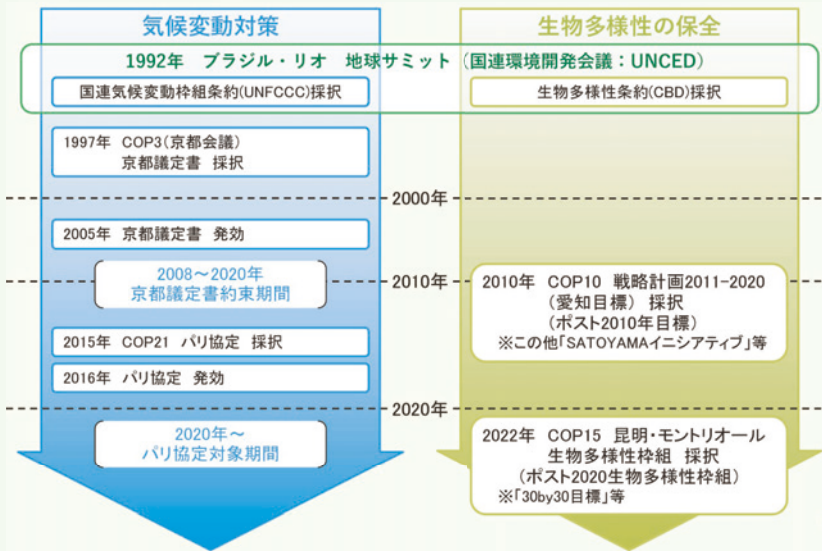 気候変動対策
生物多様性の保全
1992年 ブラジル・リオ 地球サミット(国連環境開発会議:UNCED)
国連気候変動枠組条約(UNFCCC)採択
生物多様性条約(CBD)採択
1997年 COP3(京都会議)
京都議定書 採択
2000年
2005年 京都議定書 発効
2008～2020年
京都議定書約束期間
2010年
2010年 COP10 戦略計画2011-2020
(愛知目標) 採択
(ポスト2010年目標)
※この他「SATOYAMAイニシアティブ」等
2015年 COP21 パリ協定 採択
2016年 パリ協定 発効
2020年
2020年～
パリ協定対象期間
2022年 COP15 昆明・モントリオール
生物多様性枠組 採択
(ポスト2020生物多様性枠組)
※「30by30目標」等